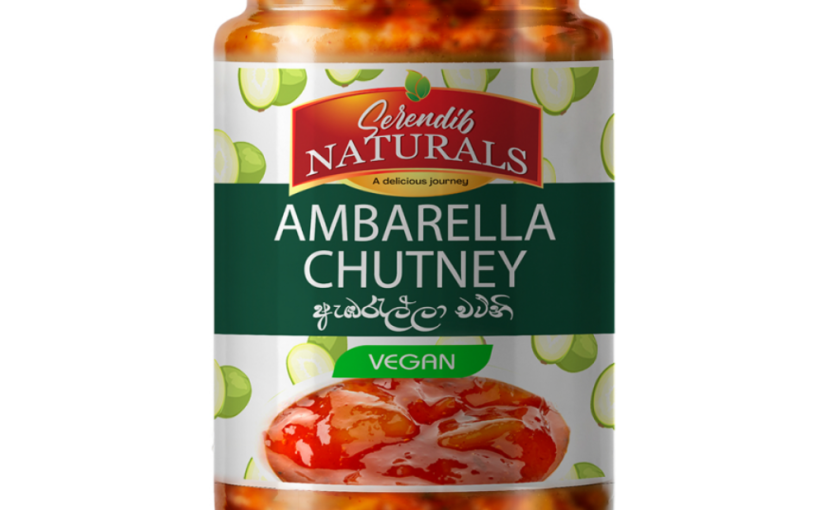 Serendib
NATURALS
A delicious journey
AMBARELLA
CHUTNEY
ඇඹරැල්ලා චට්නි
VEGAN